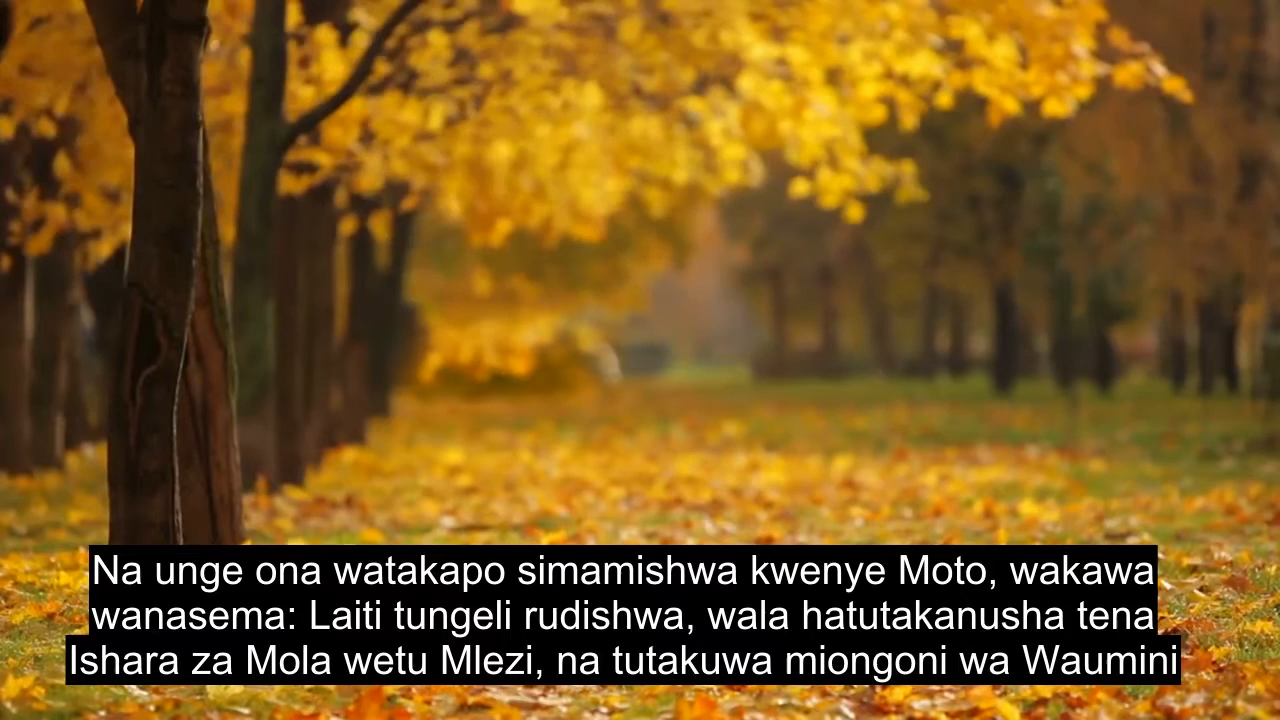 Na unge ona watakapo simamishwa kwenye Moto, wakawa
wanasema: Laiti tungeli rudishwa, wala hatutakanusha tena
Ishara za Mola wetu Mlezi, na tutakuwa miongoni wa Waumini